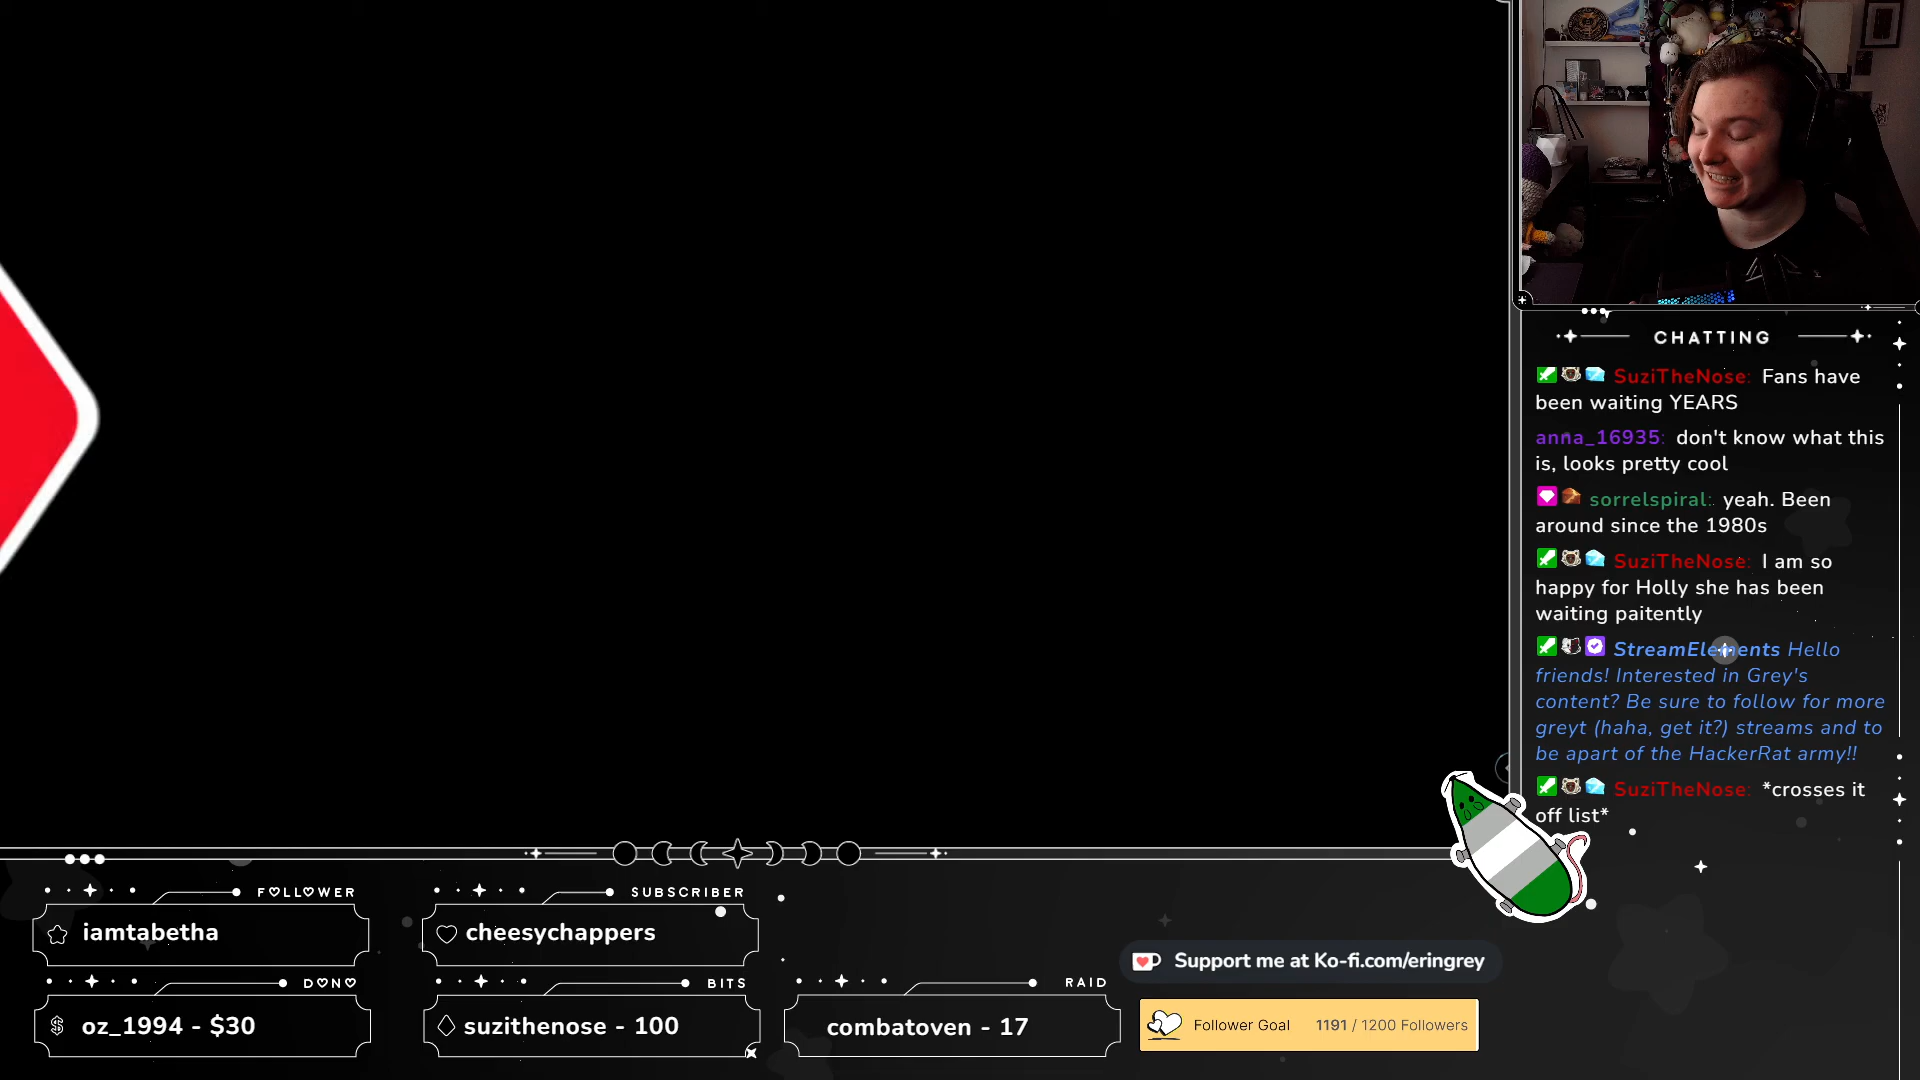 CHATTING
SuziTheNose: Fans have
been waiting YEARS
anna_16935: don't know what this
is, looks pretty cool
sorrelspiral: yeah. Been
around since the 1980s
SuziTheNose: I am so
happy for Holly she has been
waiting paitently
StreamElements Hello
friends! Interested in Grey's
content? Be sure to follow for more
greyt (haha, get it?) streams and to
be apart of the HackerRat army!!
SuziTheNose: *crosses it
off list*
FOLLOWER
iamtabetha
SUBSCRIBER
cheesychappers
DONO
oz_1994 - $30
BITS
suzithenose - 100
RAID
combatoven - 17
Support me at Ko-fi.com/eringrey
Follower Goal 1191 / 1200 Followers